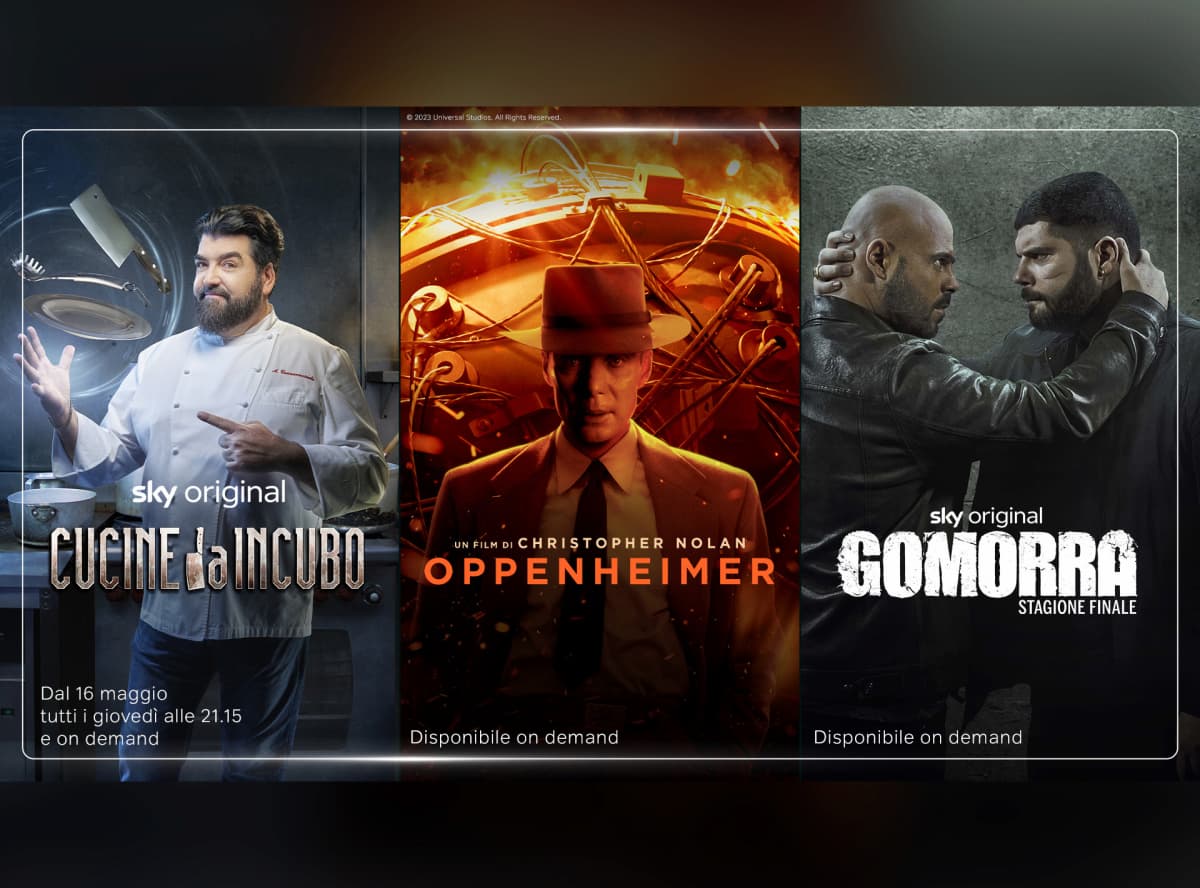 sky original
CUCINE da INCUBO
Dal 16 maggio
tutti i giovedì alle 21.15
e on demand
© 2023 Universal Studios. All Rights Reserved.
UN FILM DI CHRISTOPHER NOLAN
OPPENHEIMER
Disponibile on demand
sky original
GOMORRA
STAGIONE FINALE
Disponibile on demand